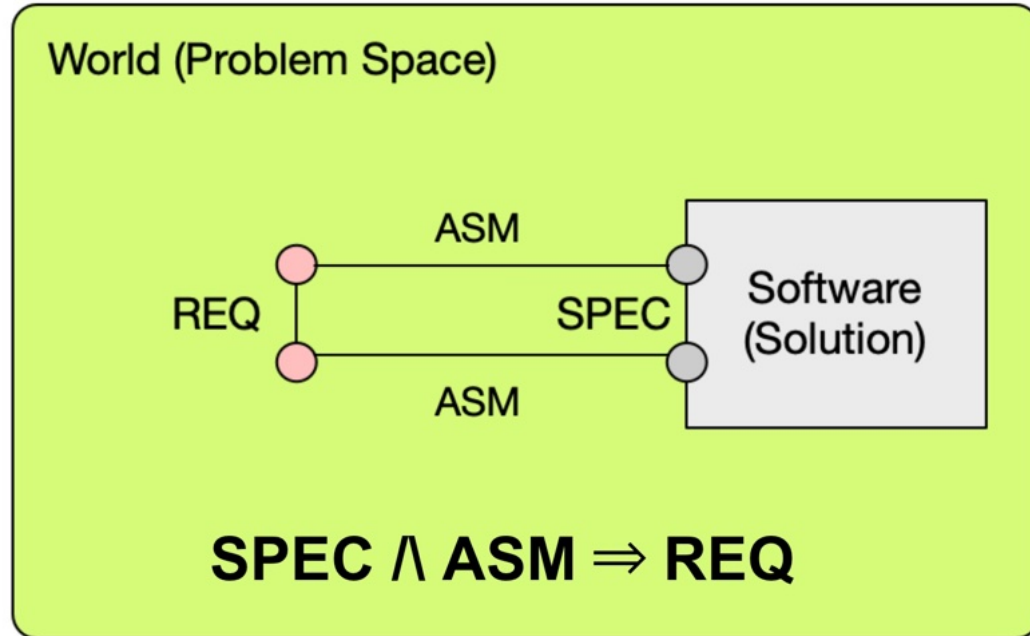 World (Problem Space)
ASM
REQ
SPEC
Software
(Solution)
ASM
SPEC /\ ASM ⇒ REQ